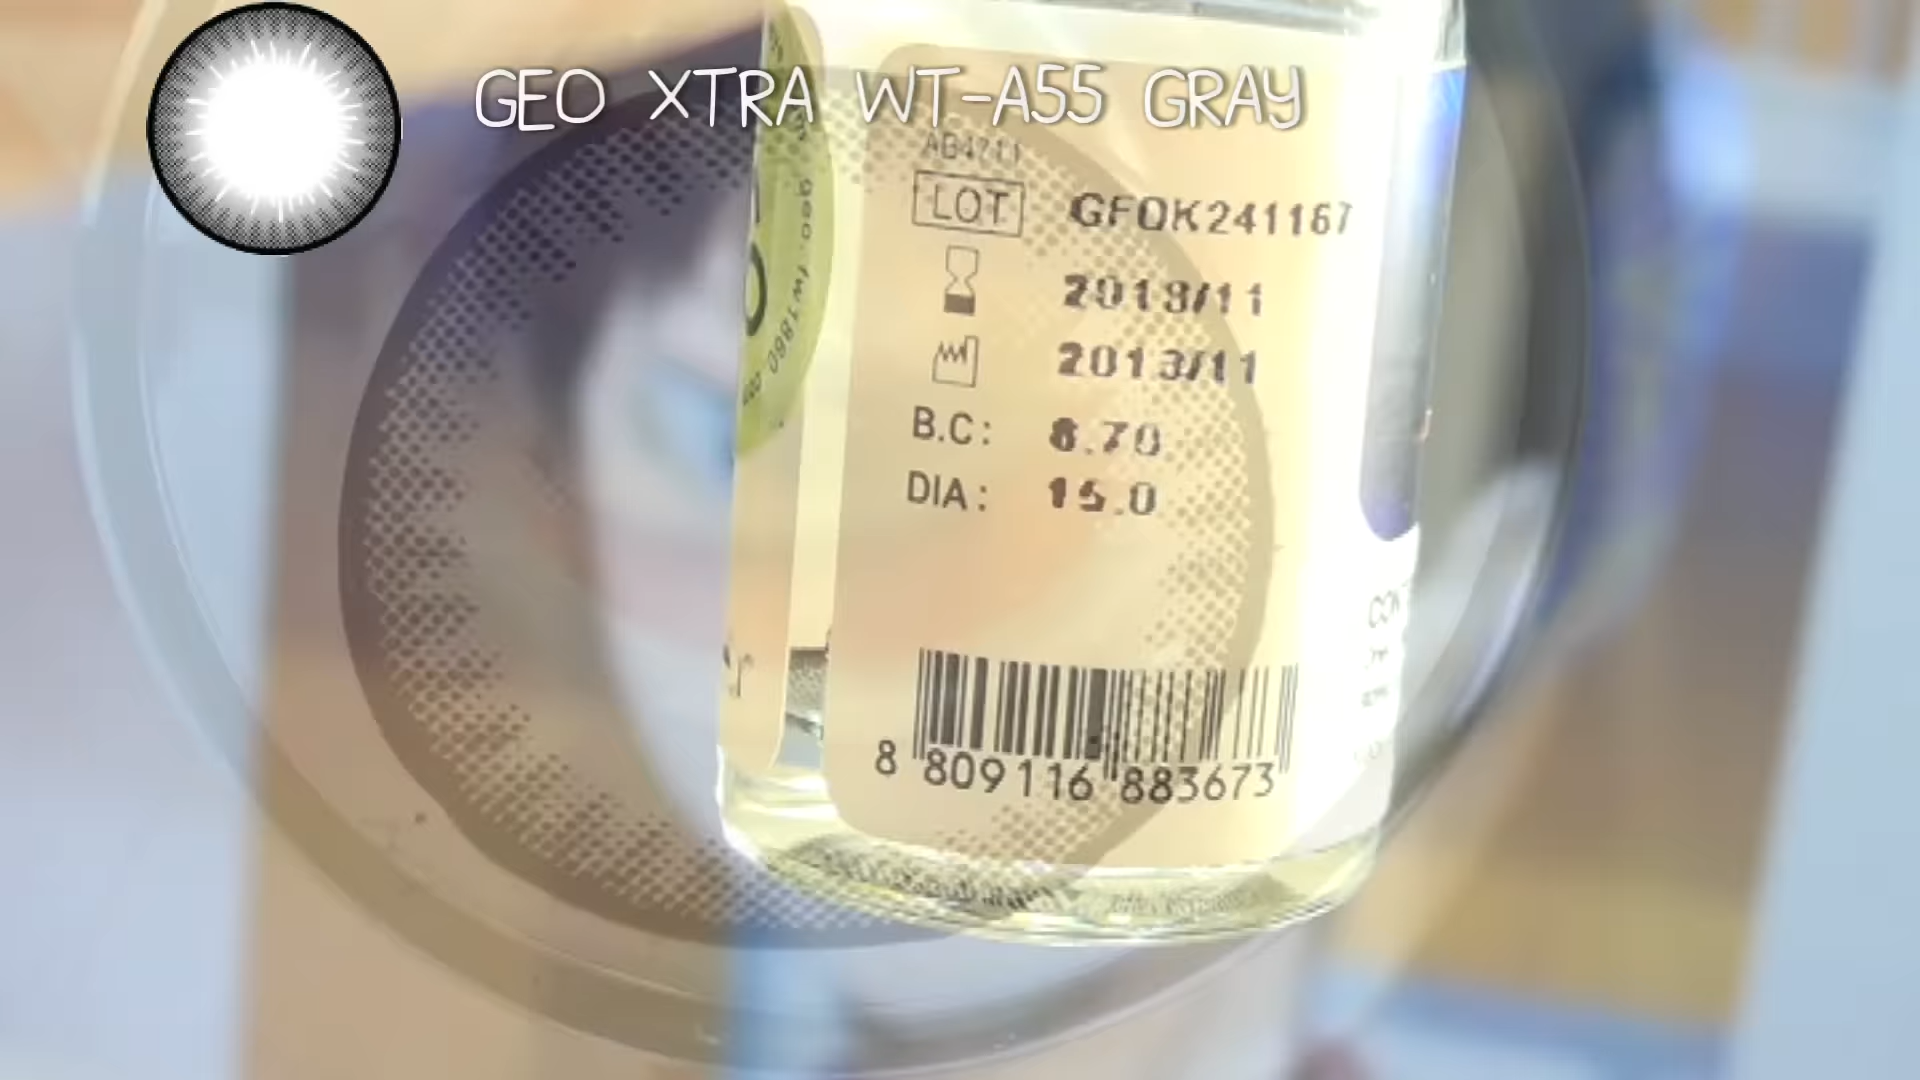 GEO XTRA WT-A55 GRAY
AB4711
LOT GFOK241167
2018/11
2013/11
B.C: 8.70
DIA: 15.0
8 809116 883673